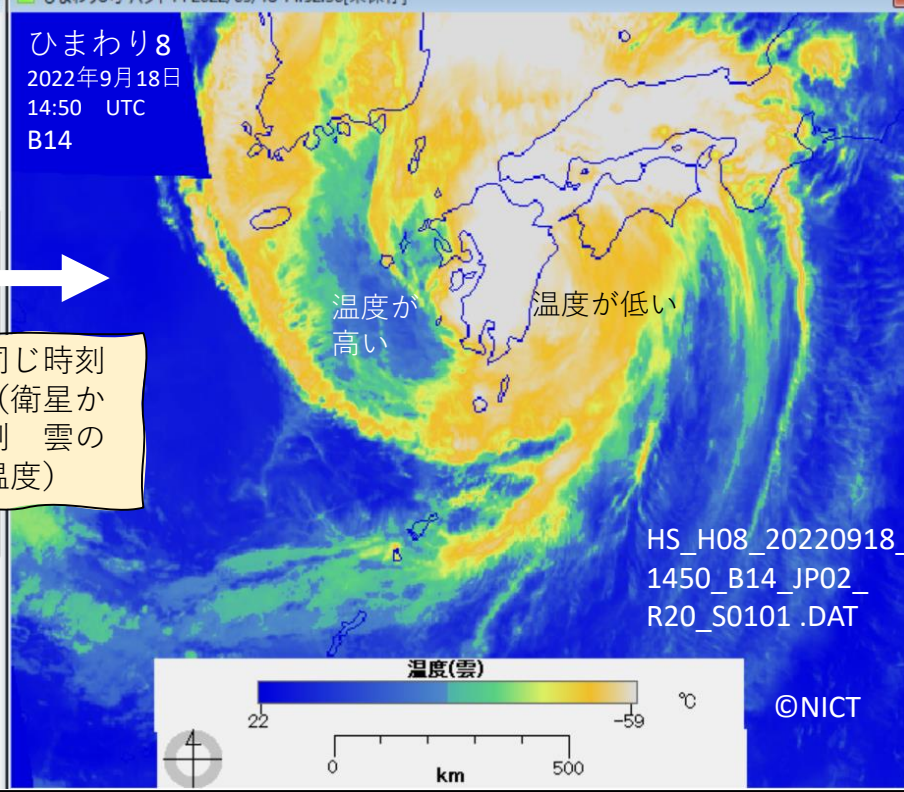 ひまわり8
2022年9月18日
14:50 UTC
B14
温度が
高い
温度が低い
同じ時刻
（衛星か
雲の
温度）
HS_H08_20220918_
1450_B14_JP02_
R20_S0101 .DAT
温度(雲)
22
-59
℃
©NICT
0
500
km